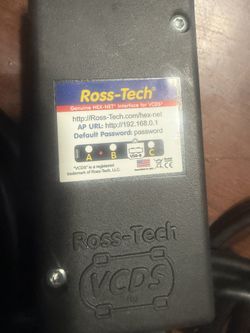 Ross-Tech®
Genuine HEX-NET® Interface for VCDS®
http://Ross-Tech.com/hex-net
AP URL: http://192.168.0.1
Default Password: password
A B C
"VCDS" is a registered
trademark of Ross-Tech, LLC.
Ross-Tech
VCDS